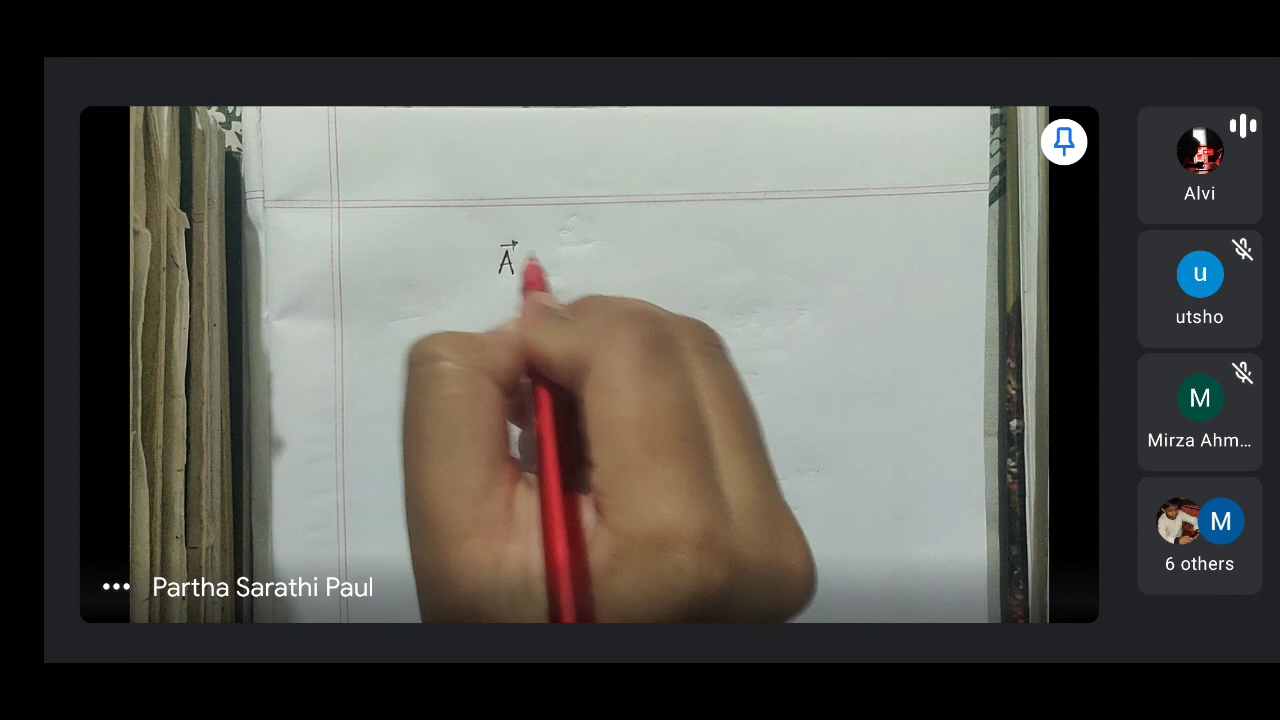 A⃗
Alvi
u
utsho
M
Mirza Ahm...
M
6 others
Partha Sarathi Paul